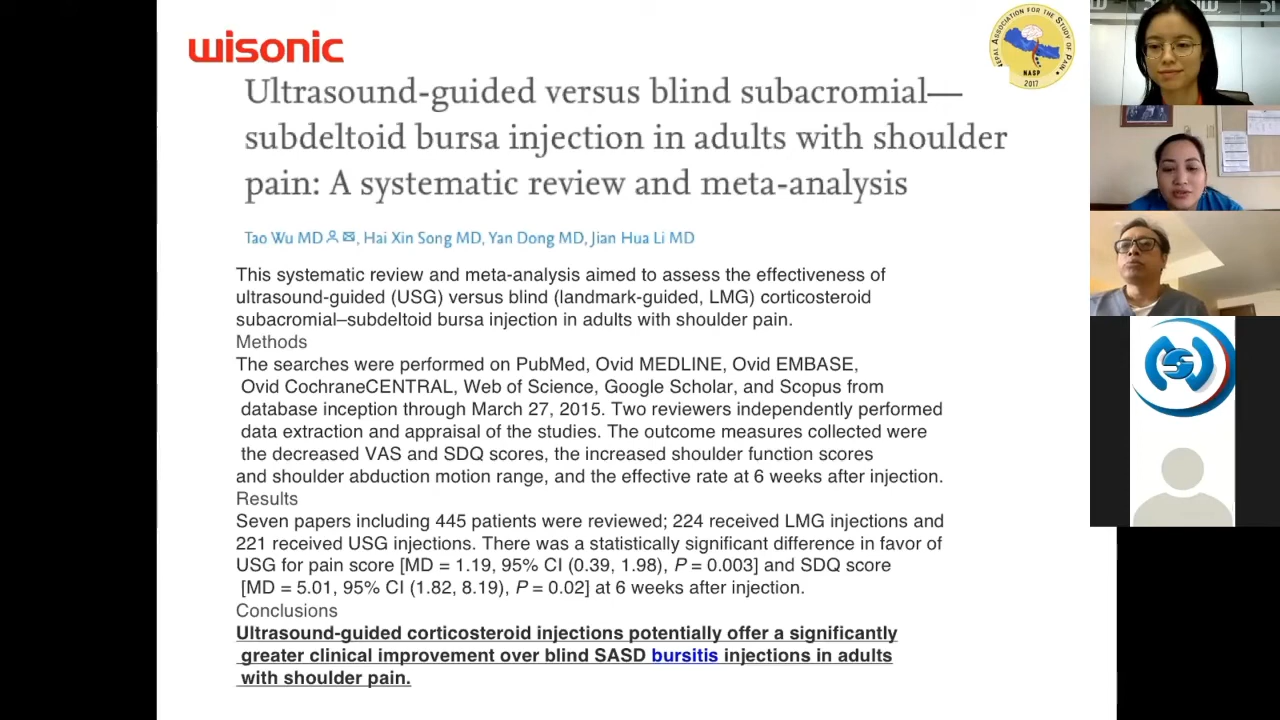 wisonic
NEPAL ASSOCIATION FOR THE STUDY OF PAIN
NASP
2017
Ultrasound-guided versus blind subacromial—
subdeltoid bursa injection in adults with shoulder
pain: A systematic review and meta-analysis
Tao Wu MD, Hai Xin Song MD, Yan Dong MD, Jian Hua Li MD
This systematic review and meta-analysis aimed to assess the effectiveness of
ultrasound-guided (USG) versus blind (landmark-guided, LMG) corticosteroid
subacromial–subdeltoid bursa injection in adults with shoulder pain.
Methods
The searches were performed on PubMed, Ovid MEDLINE, Ovid EMBASE,
Ovid CochraneCENTRAL, Web of Science, Google Scholar, and Scopus from
database inception through March 27, 2015. Two reviewers independently performed
data extraction and appraisal of the studies. The outcome measures collected were
the decreased VAS and SDQ scores, the increased shoulder function scores
and shoulder abduction motion range, and the effective rate at 6 weeks after injection.
Results
Seven papers including 445 patients were reviewed; 224 received LMG injections and
221 received USG injections. There was a statistically significant difference in favor of
USG for pain score [MD = 1.19, 95% CI (0.39, 1.98), P = 0.003] and SDQ score
[MD = 5.01, 95% CI (1.82, 8.19), P = 0.02] at 6 weeks after injection.
Conclusions
Ultrasound-guided corticosteroid injections potentially offer a significantly
greater clinical improvement over blind SASD bursitis injections in adults
with shoulder pain.